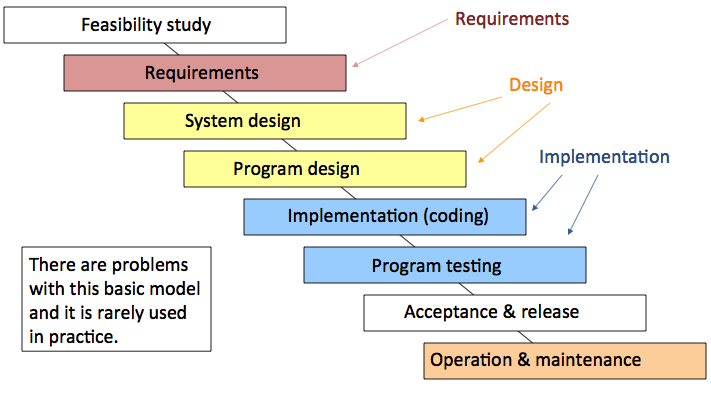 Feasibility study
Requirements
Requirements
Design
System design
Program design
Implementation
Implementation (coding)
Program testing
There are problems
with this basic model
and it is rarely used
in practice.
Acceptance & release
Operation & maintenance